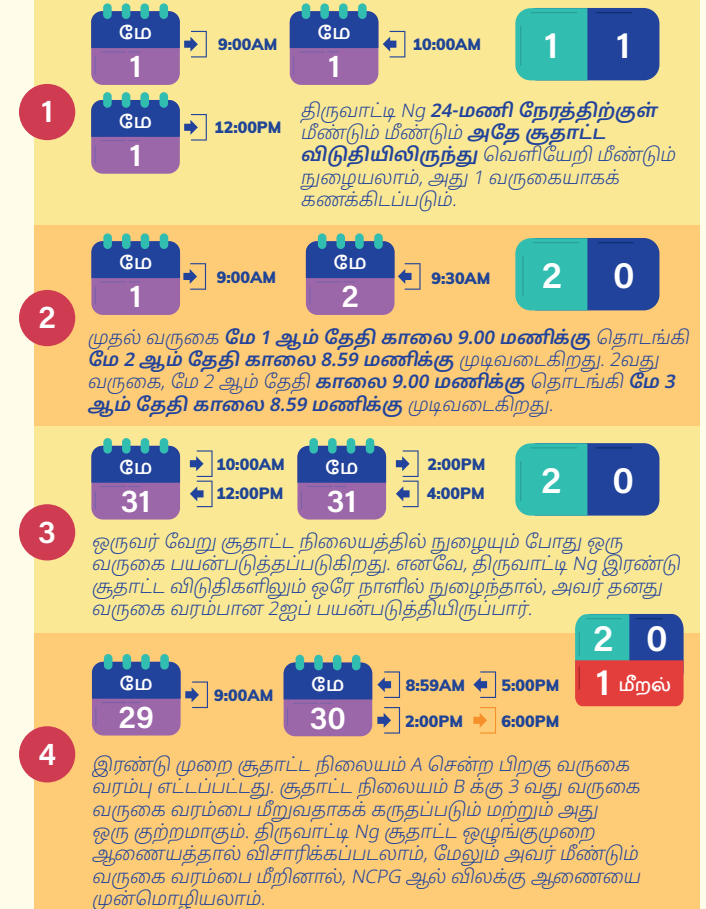 மே
1
9:00AM
மே
1
10:00AM
1 1
1
மே
1
12:00PM
திருவாட்டி Ng 24-மணி நேரத்திற்குள்
மீண்டும் மீண்டும் அதே சூதாட்ட
விடுதியிலிருந்து வெளியேறி மீண்டும்
நுழையலாம், அது 1 வருகையாகக்
கணக்கிடப்படும்.
மே
1
9:00AM
மே
2
9:30AM
2 0
2
முதல் வருகை மே 1 ஆம் தேதி காலை 9.00 மணிக்கு தொடங்கி
மே 2 ஆம் தேதி காலை 8.59 மணிக்கு முடிவடைகிறது. 2வது
வருகை, மே 2 ஆம் தேதி காலை 9.00 மணிக்கு தொடங்கி மே 3
ஆம் தேதி காலை 8.59 மணிக்கு முடிவடைகிறது.
மே
31
10:00AM
12:00PM
மே
31
2:00PM
4:00PM
2 0
3
ஒருவர் வேறு சூதாட்ட நிலையத்தில் நுழையும் போது ஒரு
வருகை பயன்படுத்தப்படுகிறது. எனவே, திருவாட்டி Ng இரண்டு
சூதாட்ட விடுதிகளிலும் ஒரே நாளில் நுழைந்தால், அவர் தனது
வருகை வரம்பான 2ஐப் பயன்படுத்தியிருப்பார்.
மே
29
9:00AM
மே
30
8:59AM 5:00PM
2:00PM 6:00PM
2 0
1 மீறல்
4
இரண்டு முறை சூதாட்ட நிலையம் A சென்ற பிறகு வருகை
வரம்பு எட்டப்பட்டது. சூதாட்ட நிலையம் B க்கு 3 வது வருகை
வருகை வரம்பை மீறுவதாகக் கருதப்படும் மற்றும் அது
ஒரு குற்றமாகும். திருவாட்டி Ng சூதாட்ட ஒழுங்குமுறை
ஆணையத்தால் விசாரிக்கப்படலாம், மேலும் அவர் மீண்டும்
வருகை வரம்பை மீறினால், NCPG ஆல் விலக்கு ஆணையை
முன்மொழியலாம்.